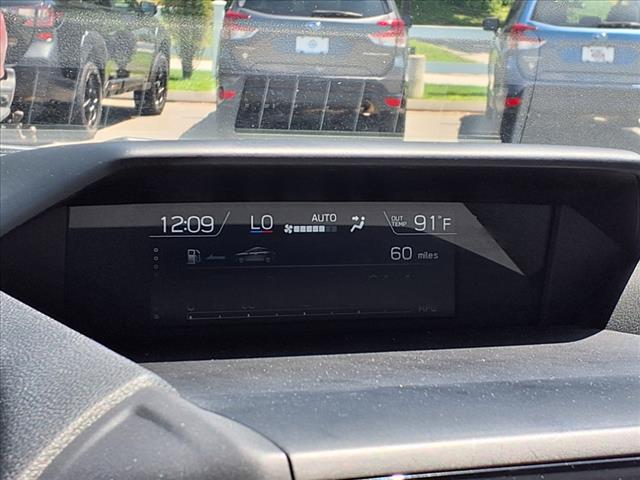 12:09 LO AUTO OUT TEMP 91°F
60 miles